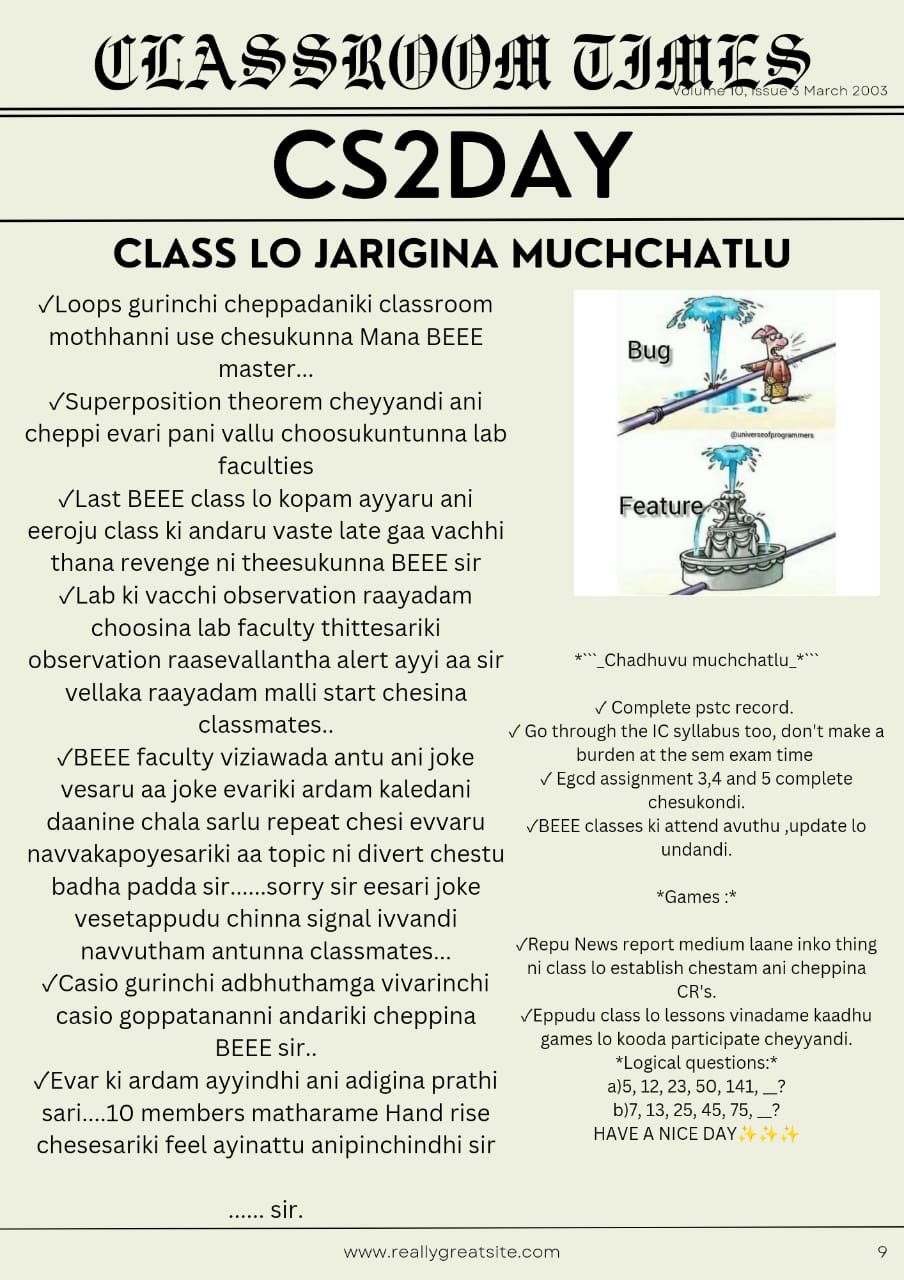 CLASSROOM TIMES
Volume 10, Issue 3 March 2003
CS2DAY
CLASS LO JARIGINA MUCHCHATLU
✓Loops gurinchi cheppadaniki classroom
mothhanni use chesukunna Mana BEEE
master...
✓Superposition theorem cheyyandi ani
cheppi evari pani vallu choosukuntunna lab
faculties
✓Last BEEE class lo kopam ayyaru ani
eeroju class ki andaru vaste late gaa vachhi
thana revenge ni theesukunna BEEE sir
✓Lab ki vacchi observation raayadam
choosina lab faculty thittesariki
observation raasevallantha alert ayyi aa sir
vellaka raayadam malli start chesina
classmates..
✓BEEE faculty viziawada antu ani joke
vesaru aa joke evariki ardam kaledani
daanine chala sarlu repeat chesi evvaru
navvakapoyesariki aa topic ni divert chestu
badha padda sir......sorry sir eesari joke
vesetappudu chinna signal ivvandi
navvutham antunna classmates...
✓Casio gurinchi adbhuthamga vivarinchi
casio goppatananni andariki cheppina
BEEE sir..
✓Evar ki ardam ayyindhi ani adigina prathi
sari....10 members matharame Hand rise
chesesariki feel ayinattu anipinchindhi sir
...... sir.
Bug
@universeofprogrammers
Feature
*```_Chadhuvu muchchatlu_*```
✓ Complete pstc record.
✓ Go through the IC syllabus too, don't make a
burden at the sem exam time
✓ Egcd assignment 3,4 and 5 complete
chesukondi.
✓BEEE classes ki attend avuthu ,update lo
undandi.
*Games :*
✓Repu News report medium laane inko thing
ni class lo establish chestam ani cheppina
CR's.
✓Eppudu class lo lessons vinadame kaadhu
games lo kooda participate cheyyandi.
*Logical questions:*
a)5, 12, 23, 50, 141, __?
b)7, 13, 25, 45, 75, __?
HAVE A NICE DAY✨✨✨
www.reallygreatsite.com
9